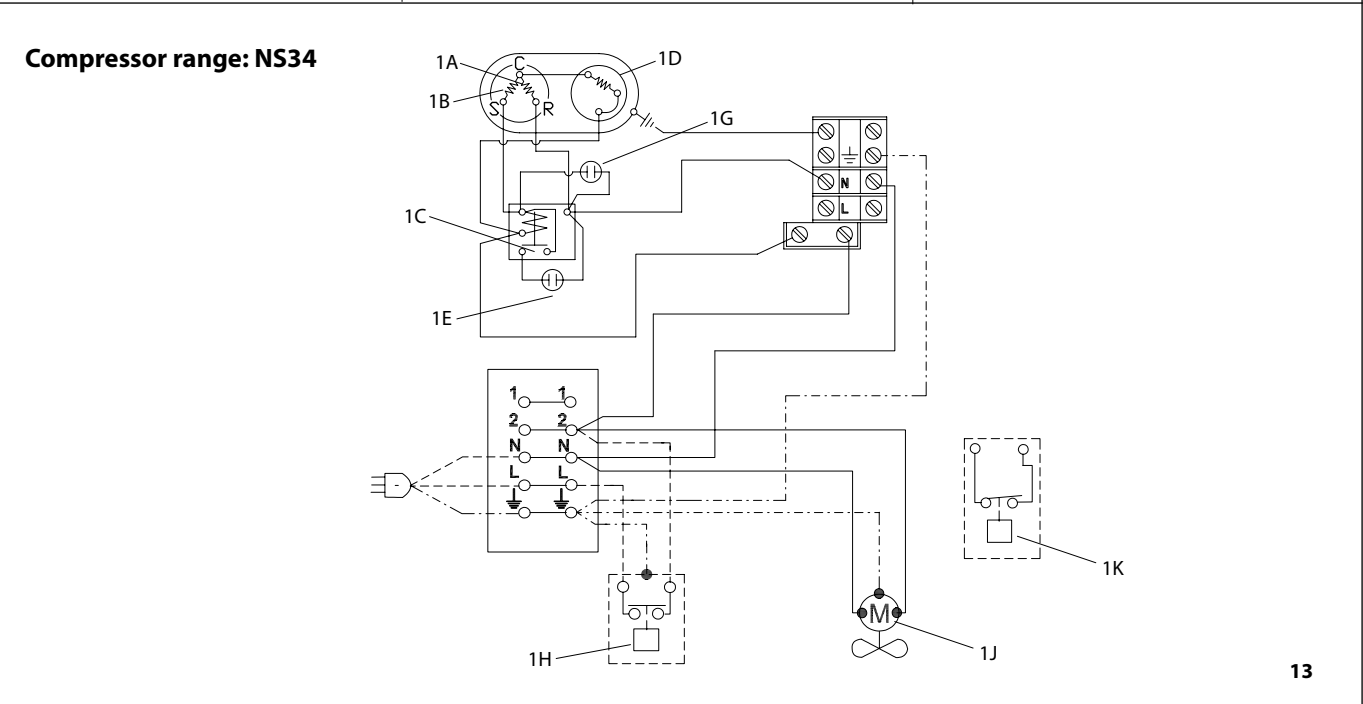 Compressor range: NS34
1A
C
1D
1B
S
R
1G
N
1C
L
1E
1 1
2 2
N N
L L
1K
M
1H
1J
13